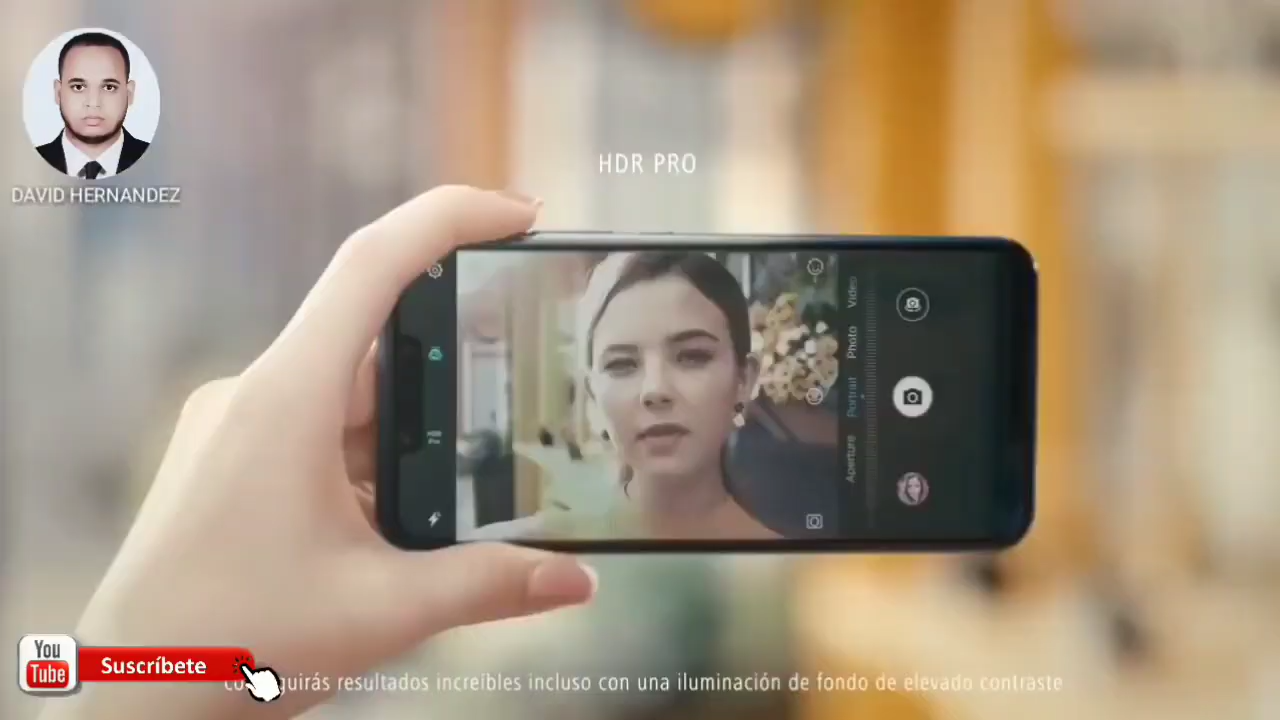 HDR PRO
DAVID HERNANDEZ
Video
Photo
Portrait
Aperture
You
Tube
Suscríbete
resultados increíbles incluso con una iluminación de fondo de elevado contraste